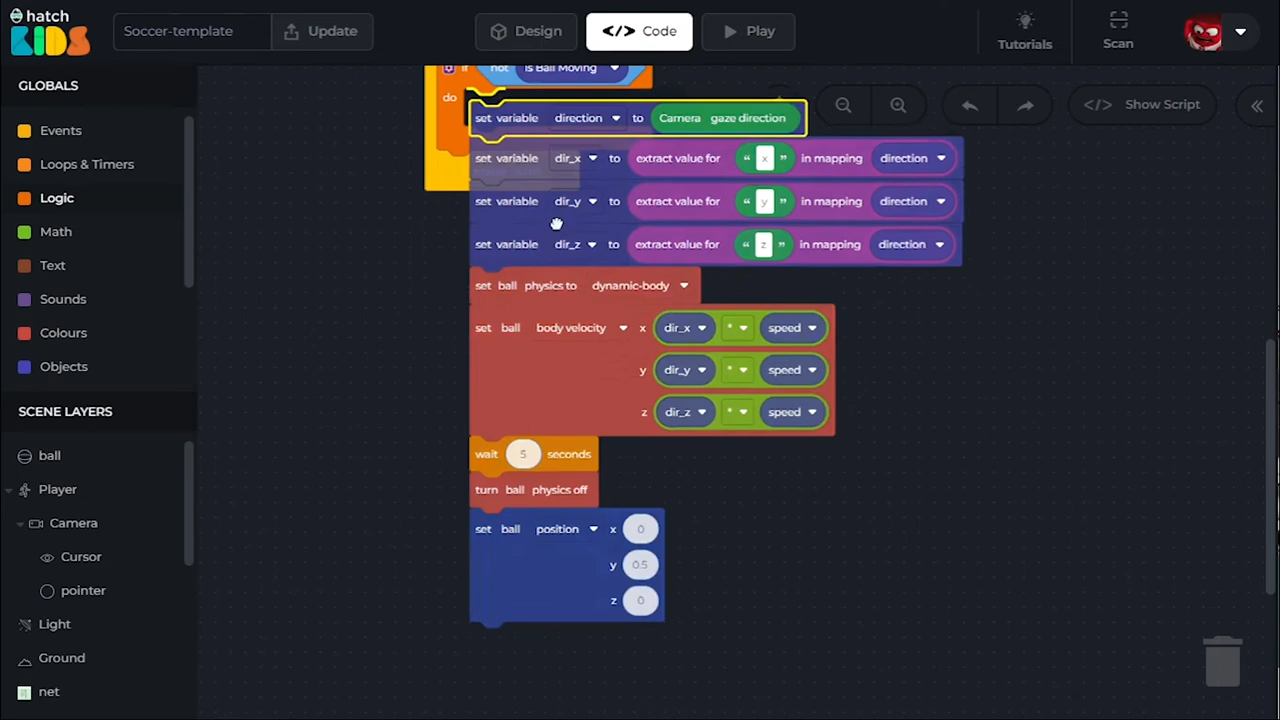 hatch
KIDS
Soccer-template
Update
Design
</> Code
Play
Tutorials
Scan
GLOBALS
Events
Loops & Timers
Logic
Math
Text
Sounds
Colours
Objects
SCENE LAYERS
ball
Player
Camera
Cursor
pointer
Light
Ground
net
</> Show Script
if not is Ball Moving
do
set variable direction to Camera gaze direction
set variable dir_x to extract value for “ x ” in mapping direction
set variable dir_y to extract value for “ y ” in mapping direction
set variable dir_z to extract value for “ z ” in mapping direction
set ball physics to dynamic-body
set ball body velocity x dir_x * speed
y dir_y * speed
z dir_z * speed
wait 5 seconds
turn ball physics off
set ball position x 0
y 0.5
z 0